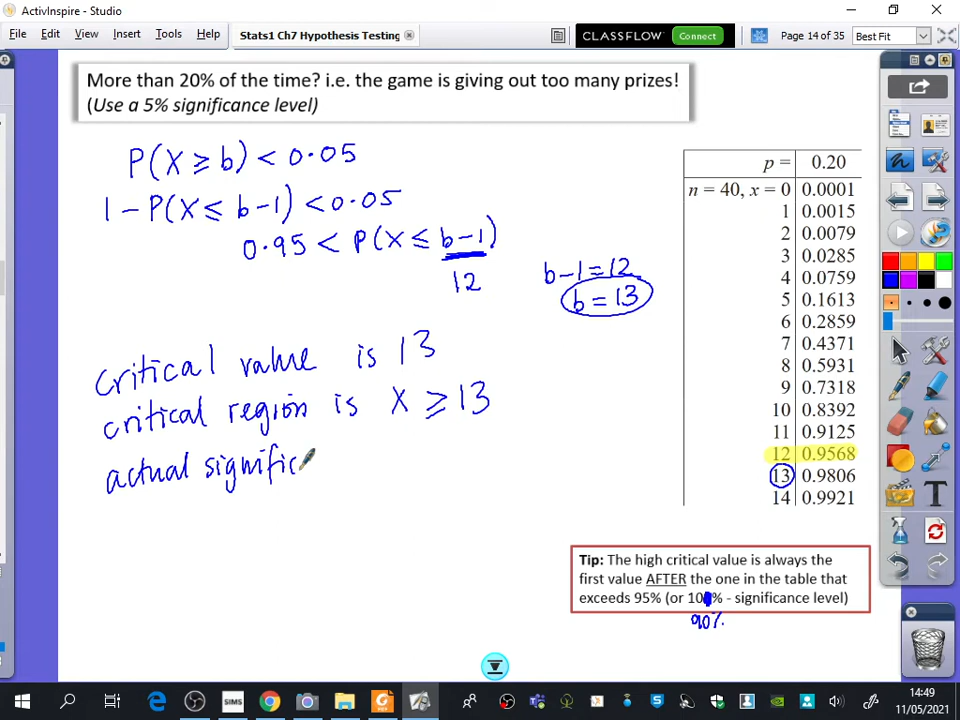 ActivInspire - Studio
File Edit View Insert Tools Help
Stats1 Ch7 Hypothesis Testing
CLASSFLOW Connect
Page 14 of 35
Best Fit
More than 20% of the time? i.e. the game is giving out too many prizes!
(Use a 5% significance level)
P(X ≥ b) < 0.05
1 - P(X ≤ b-1) < 0.05
0.95 < P(X ≤ b-1)
12
b-1 = 12
b = 13
critical value is 13
critical region is X ≥ 13
actual signific
p = 0.20
n = 40, x = 0 0.0001
1 0.0015
2 0.0079
3 0.0285
4 0.0759
5 0.1613
6 0.2859
7 0.4371
8 0.5931
9 0.7318
10 0.8392
11 0.9125
12 0.9568
13 0.9806
14 0.9921
Tip: The high critical value is always the
first value AFTER the one in the table that
exceeds 95% (or 100% - significance level)
90%
SIMS
14:49
11/05/2021